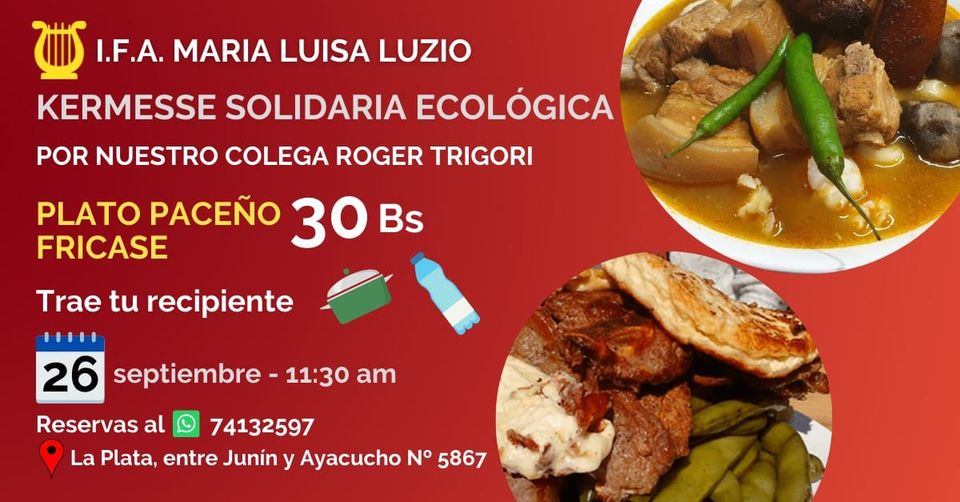 I.F.A. MARIA LUISA LUZIO
KERMESSE SOLIDARIA ECOLÓGICA
POR NUESTRO COLEGA ROGER TRIGORI
PLATO PACEÑO
FRICASE
30 Bs
Trae tu recipiente
26 septiembre - 11:30 am
Reservas al 74132597
La Plata, entre Junín y Ayacucho Nº 5867